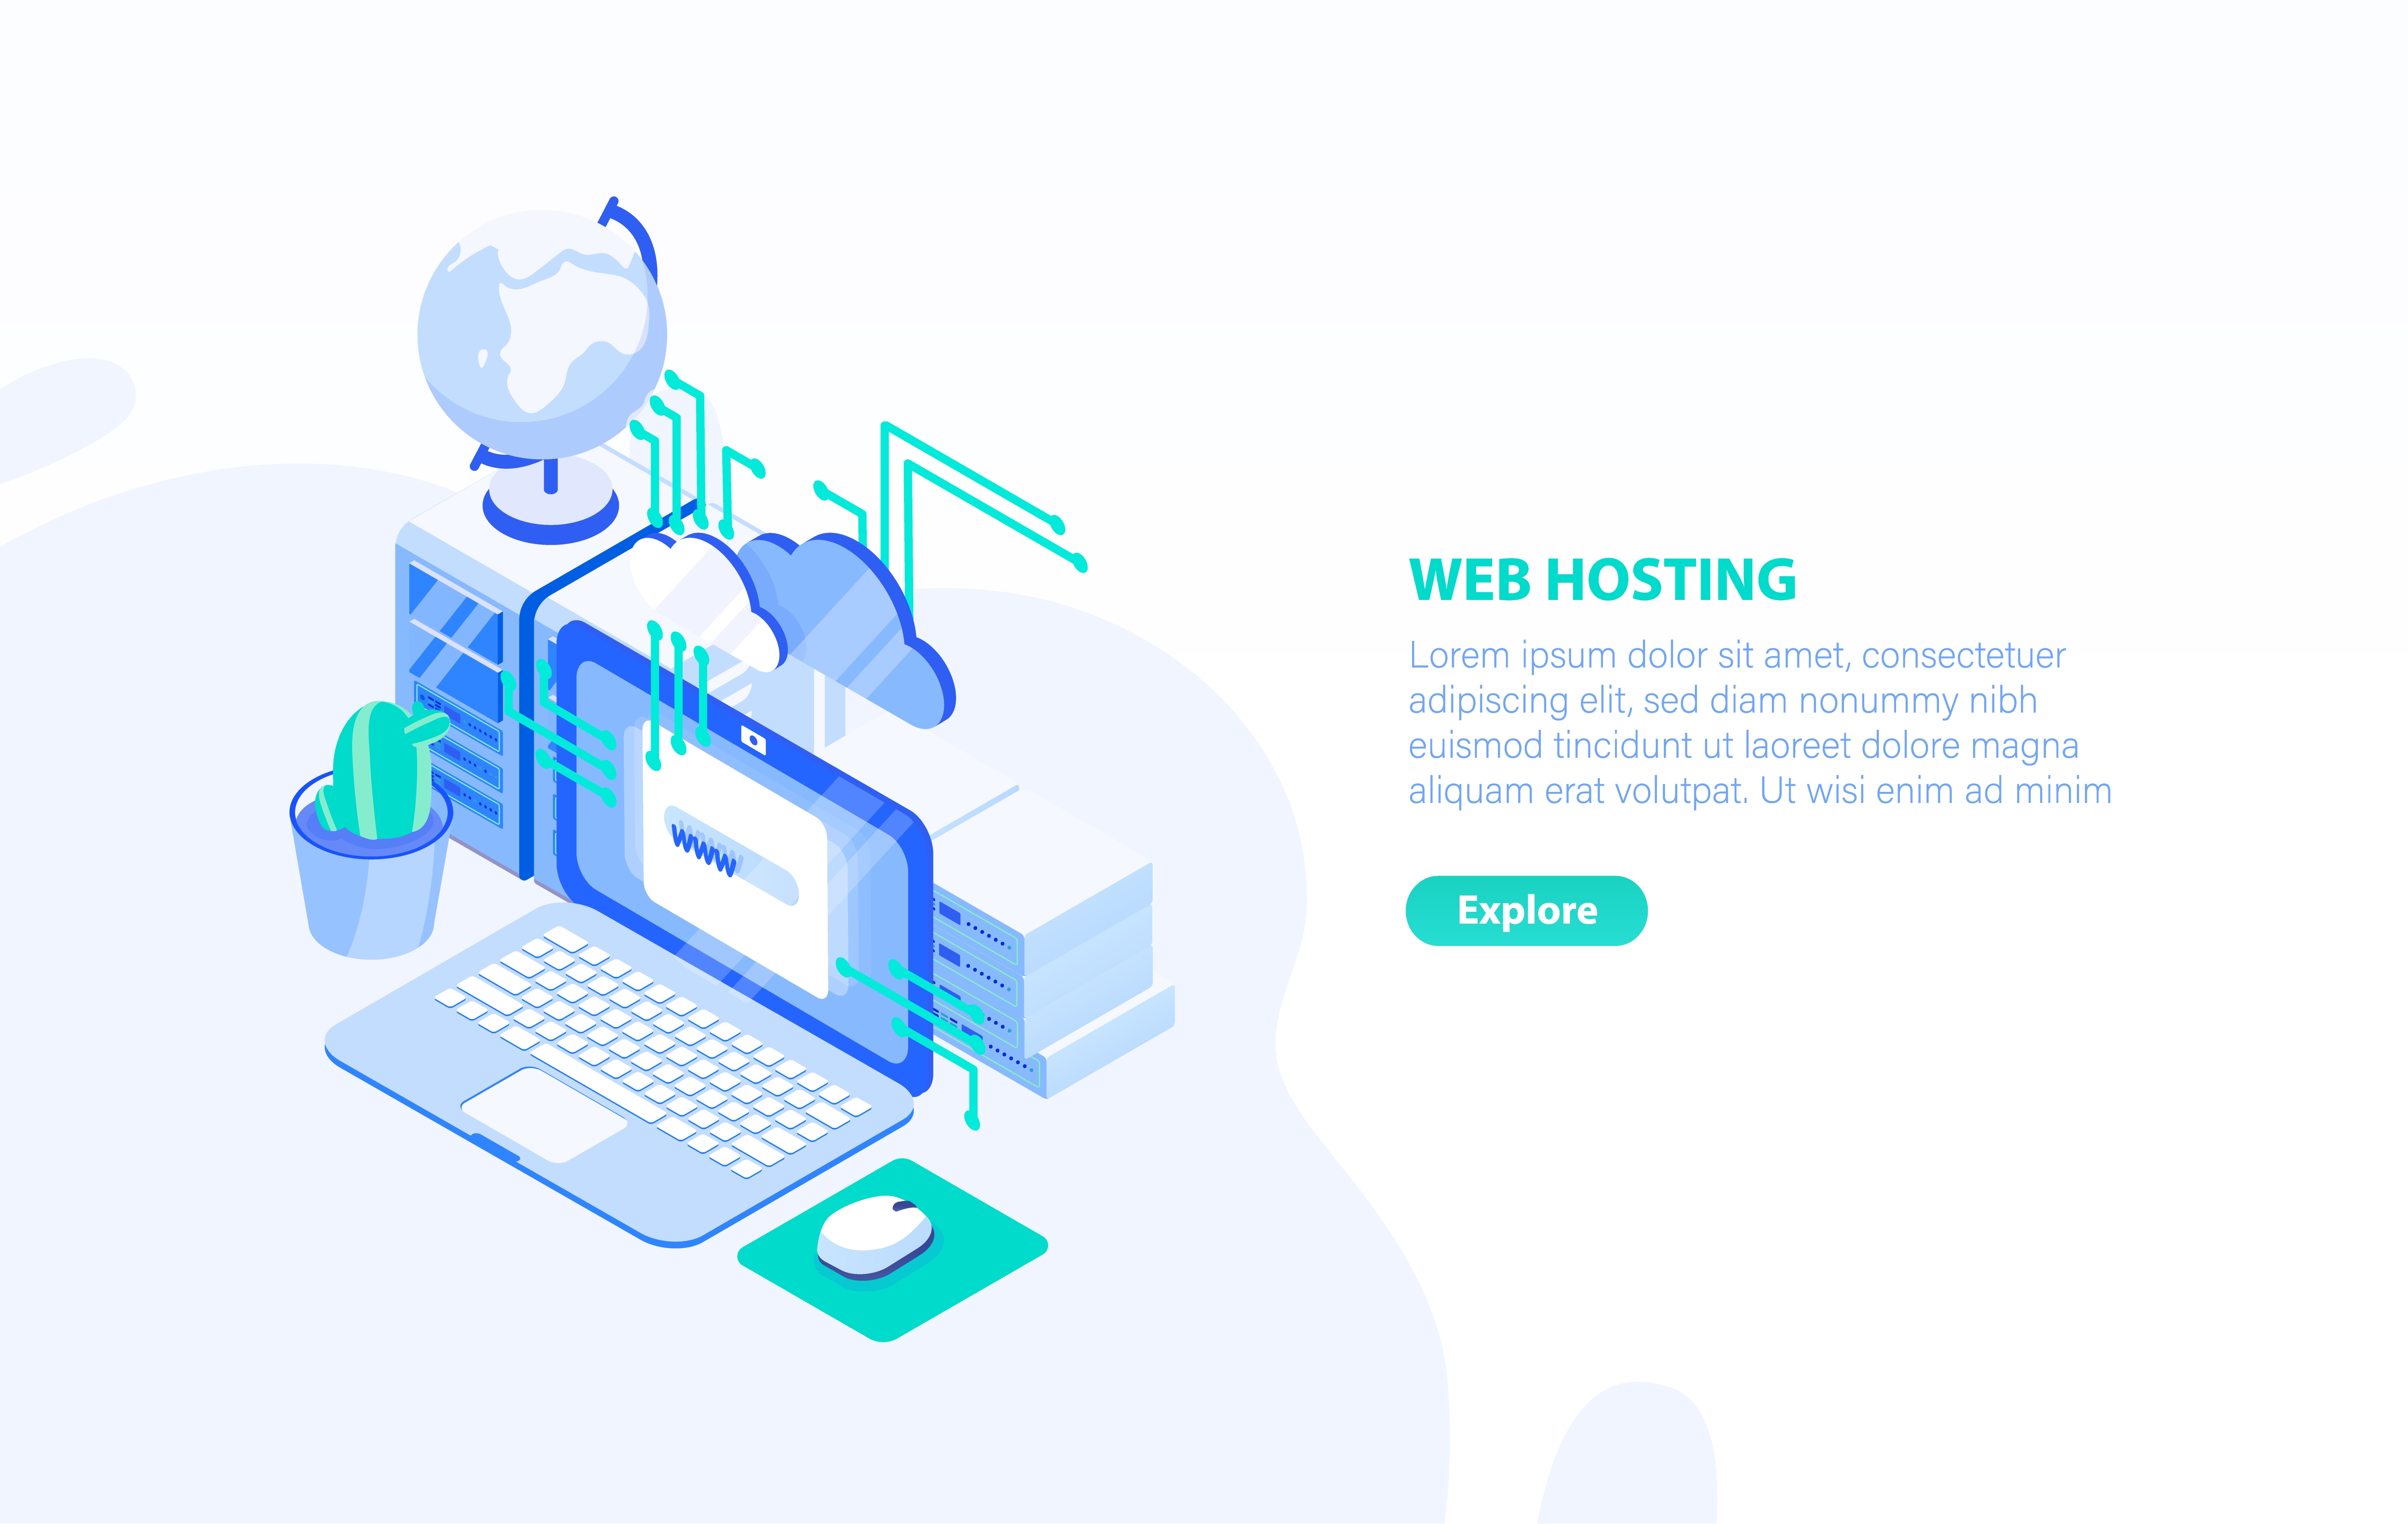 WEB HOSTING
Lorem ipsum dolor sit amet, consectetuer
adipiscing elit, sed diam nonummy nibh
euismod tincidunt ut laoreet dolore magna
aliquam erat volutpat. Ut wisi enim ad minim
Explore
www